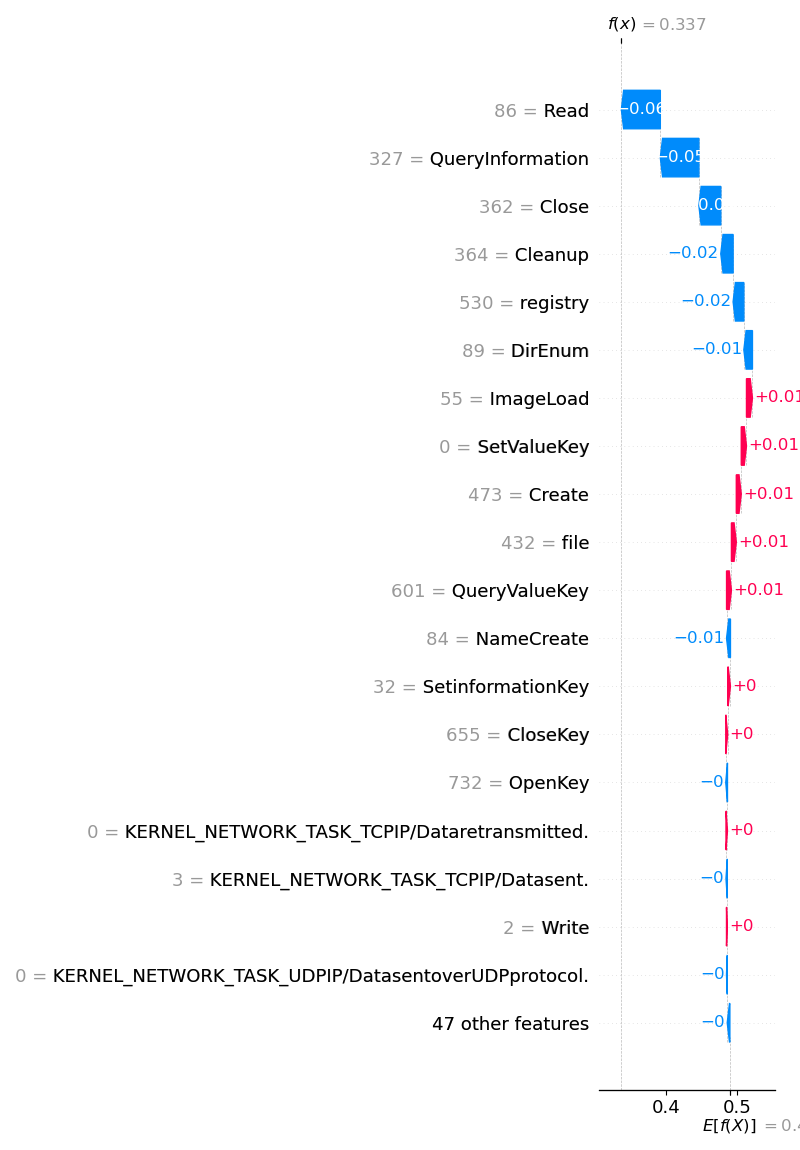 f(x) = 0.337
86 = Read −0.06
327 = QueryInformation −0.05
362 = Close
364 = Cleanup −0.02
530 = registry −0.02
89 = DirEnum −0.01
55 = ImageLoad +0.01
0 = SetValueKey +0.01
473 = Create +0.01
432 = file +0.01
601 = QueryValueKey +0.01
84 = NameCreate −0.01
32 = SetinformationKey +0
655 = CloseKey +0
732 = OpenKey −0
0 = KERNEL_NETWORK_TASK_TCPIP/Dataretransmitted. +0
3 = KERNEL_NETWORK_TASK_TCPIP/Datasent. −0
2 = Write +0
0 = KERNEL_NETWORK_TASK_UDPIP/DatasentoverUDPprotocol. −0
47 other features −0
0.4 0.5
E[f(X)] =